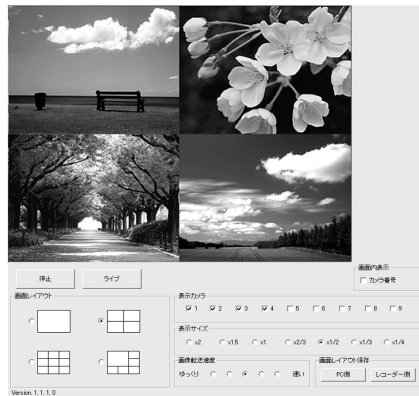 画面内表示
カメラ番号
停止
ライブ
画面レイアウト
表示カメラ
1 2 3 4 5 6 7 8 9
表示サイズ
x2 x1.5 x1 x2/3 x1/2 x1/3 x1/4
画像転送速度
ゆっくり 速い
画面レイアウト保存
PC側 レコーダー側
Version. 1, 1, 1, 0